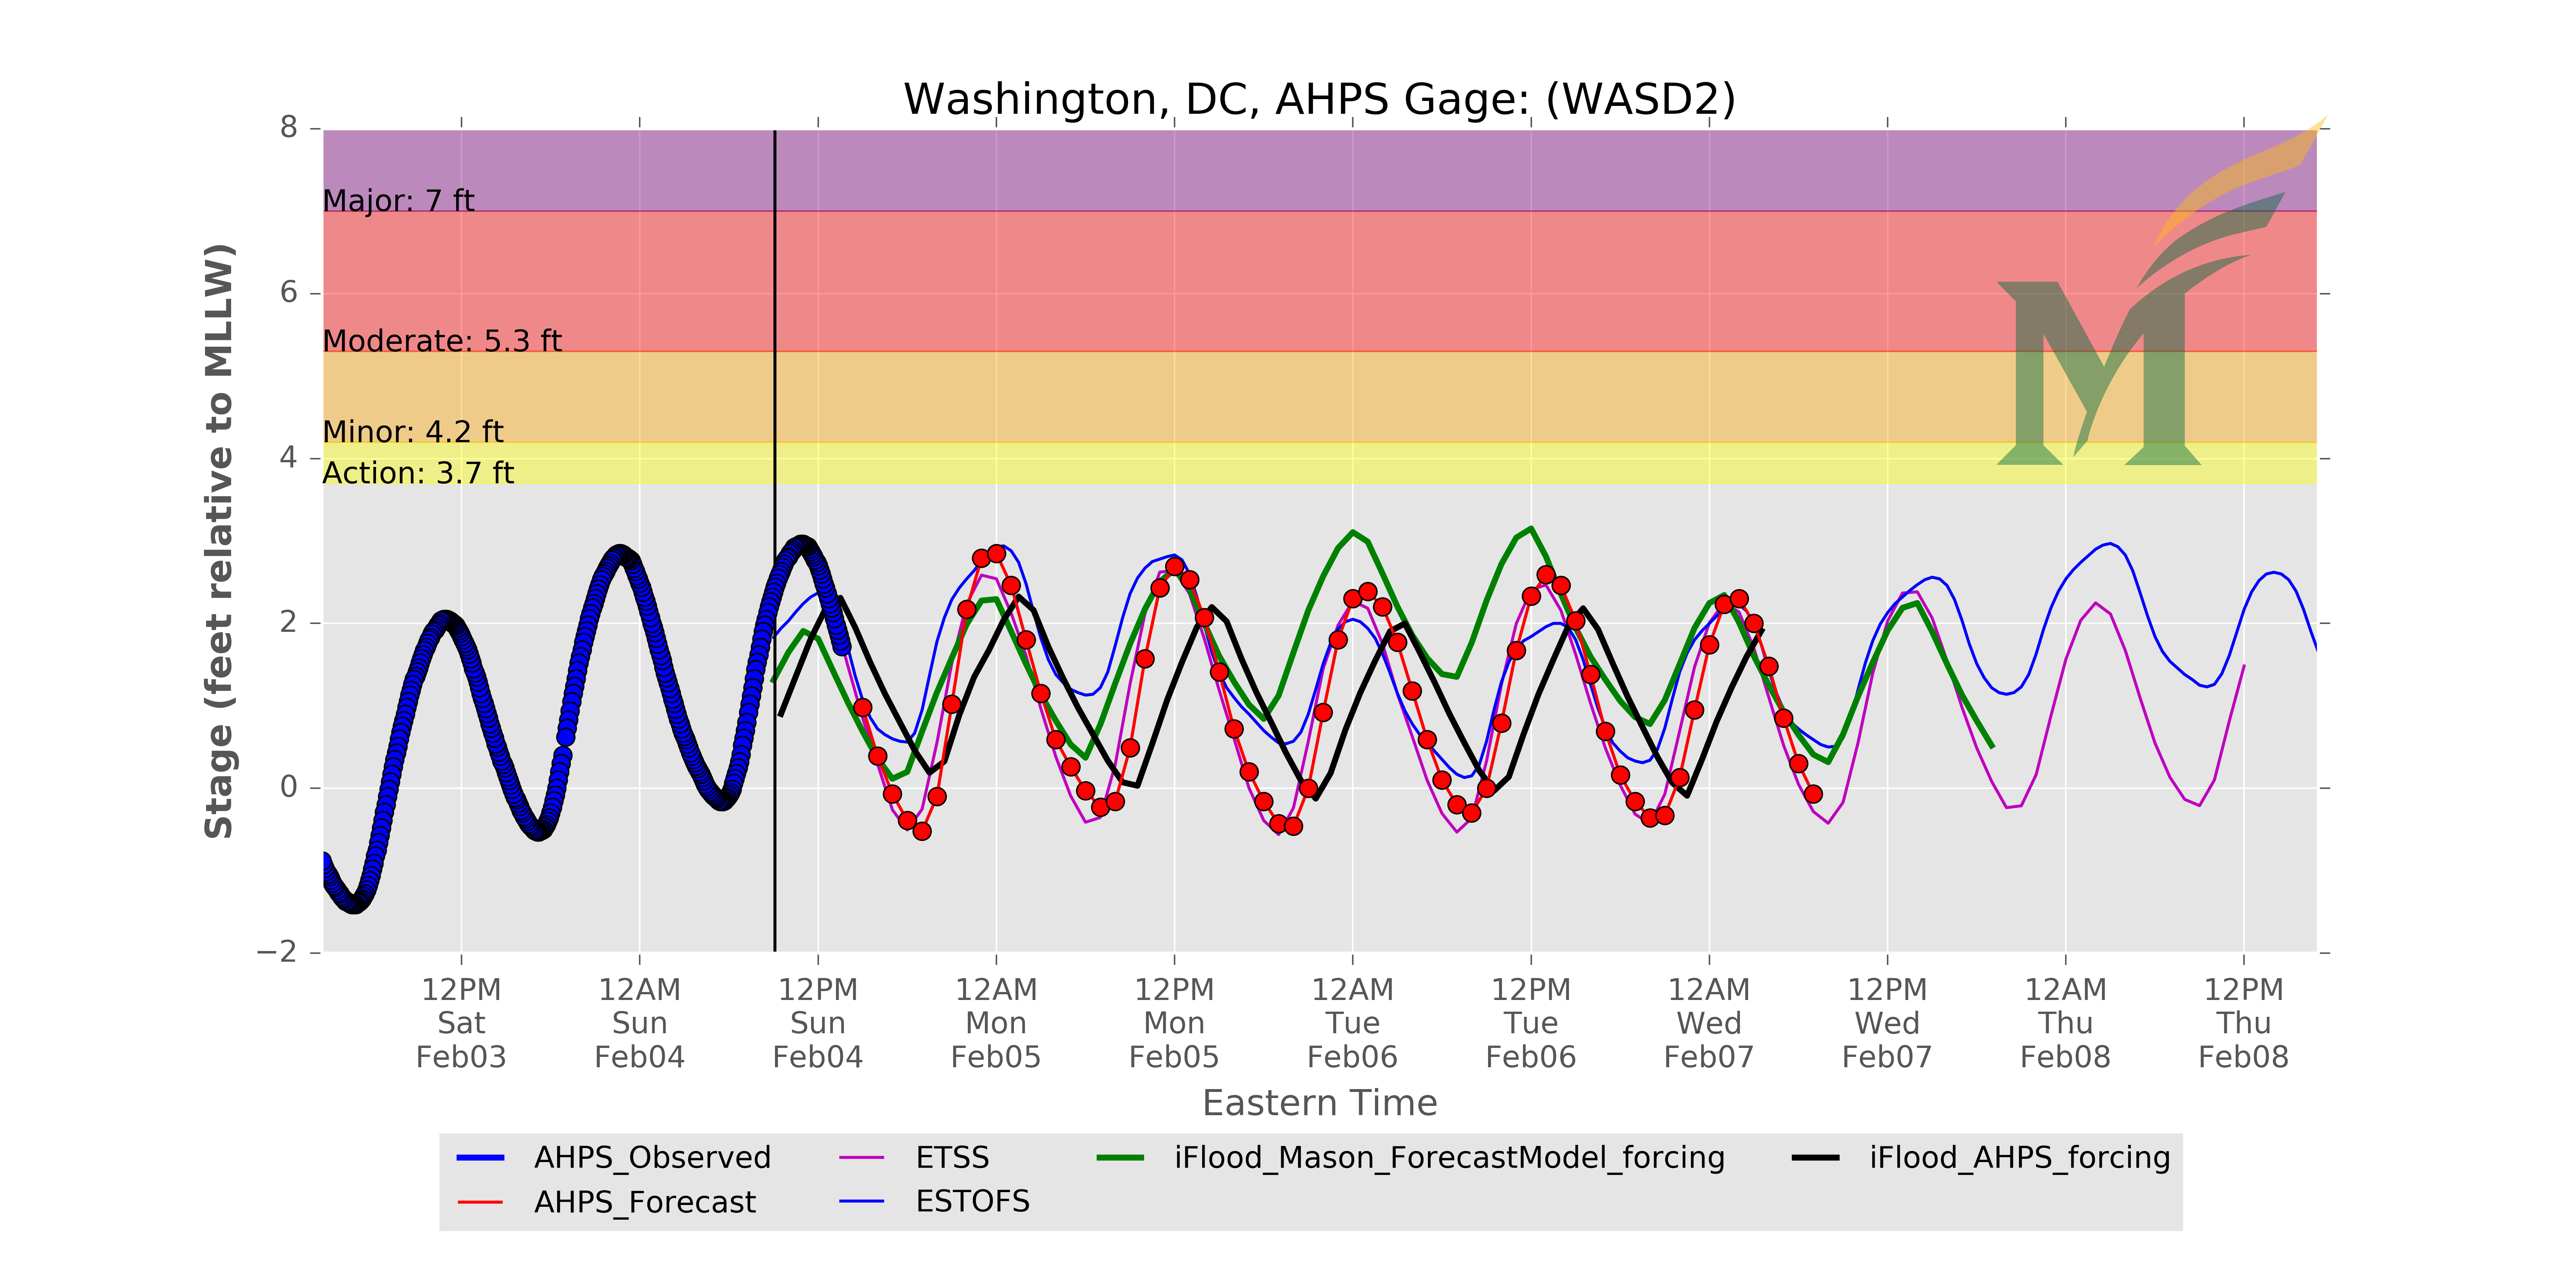 Washington, DC, AHPS Gage: (WASD2)
8
Major: 7 ft
6
Moderate: 5.3 ft
Minor: 4.2 ft
4
Action: 3.7 ft
2
0
−2
Stage (feet relative to MLLW)
12PM Sat Feb03
12AM Sun Feb04
12PM Sun Feb04
12AM Mon Feb05
12PM Mon Feb05
12AM Tue Feb06
12PM Tue Feb06
12AM Wed Feb07
12PM Wed Feb07
12AM Thu Feb08
12PM Thu Feb08
Eastern Time
AHPS_Observed
AHPS_Forecast
ETSS
ESTOFS
iFlood_Mason_ForecastModel_forcing
iFlood_AHPS_forcing
M